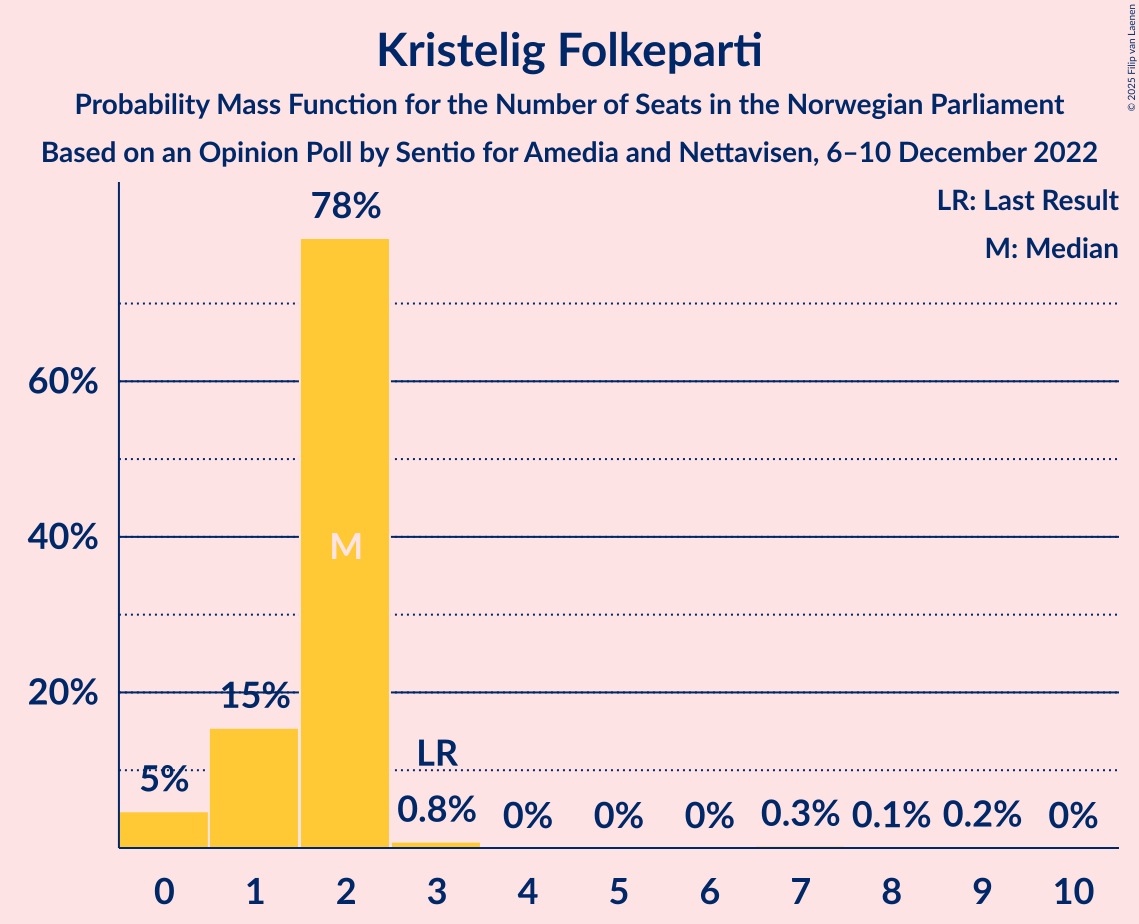 Kristelig Folkeparti
Probability Mass Function for the Number of Seats in the Norwegian Parliament
Based on an Opinion Poll by Sentio for Amedia and Nettavisen, 6–10 December 2022
© 2025 Filip van Laenen
LR: Last Result
M: Median
78%
60%
40%
M
20%
15%
LR
5%
0.8% 0% 0% 0% 0.3% 0.1% 0.2% 0%
0 1 2 3 4 5 6 7 8 9 10